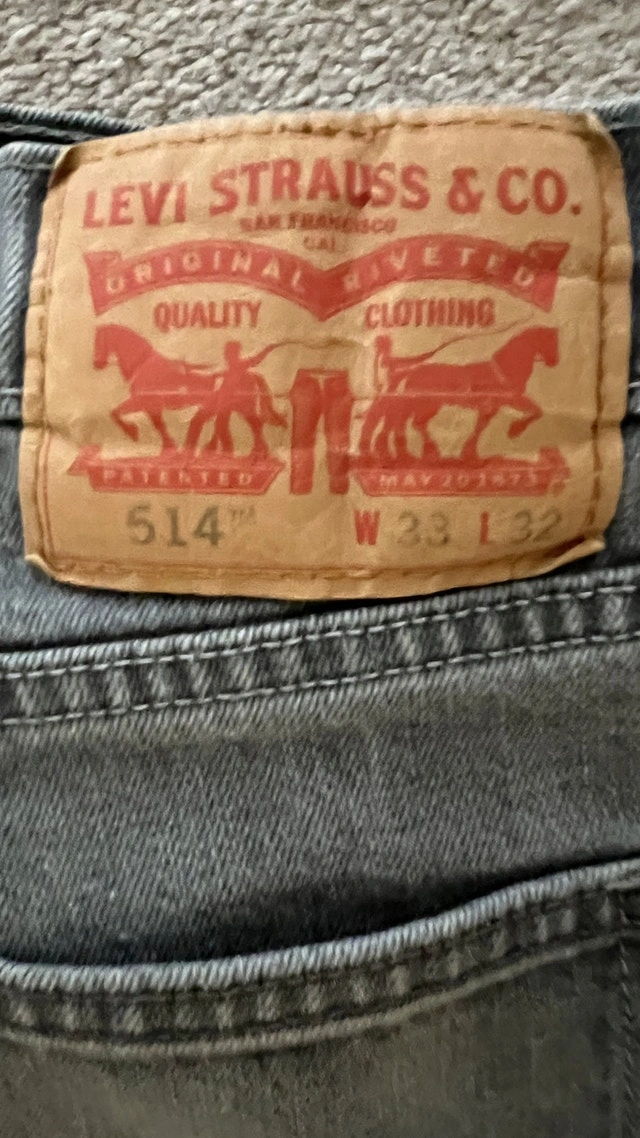 LEVI STRAUSS & CO.
SAN FRANCISCO
CAL.
ORIGINAL RIVETED
QUALITY CLOTHING
PATENTED MAY 20 1873
514™ W 33 L 32